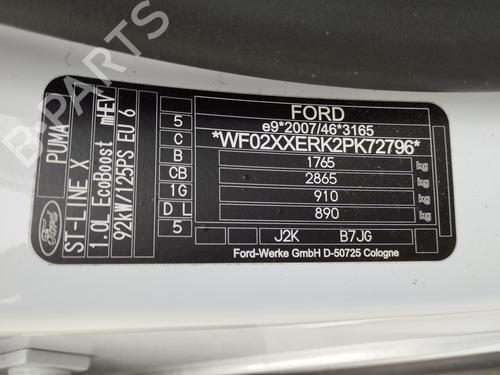 FORD
e9*2007/46*3165
*WF02XXERK2PK72796*
1765 kg
2865 kg
910 kg
890 kg
J2K B7JG
Ford-Werke GmbH D-50725 Cologne
5
C
B
CB
1G
D L
5
PUMA
ST-LINE X
1.0L EcoBoost mHEV
92kW/125PS EU 6
Ford
B-PARTS